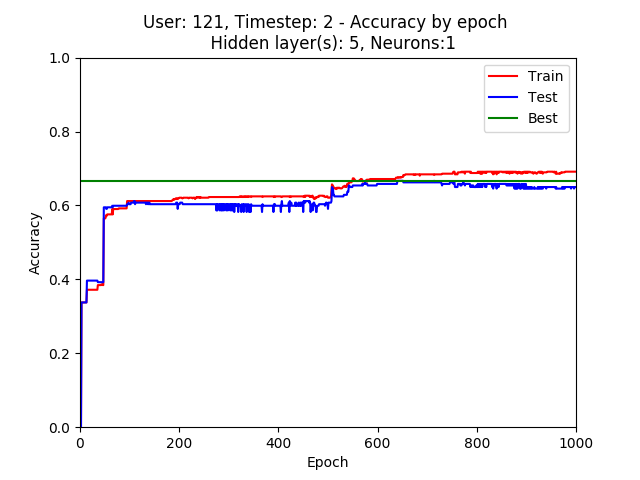 User: 121, Timestep: 2 - Accuracy by epoch
Hidden layer(s): 5, Neurons:1
Train
Test
Best
1.0
0.8
0.6
0.4
0.2
0.0
Accuracy
0 200 400 600 800 1000
Epoch